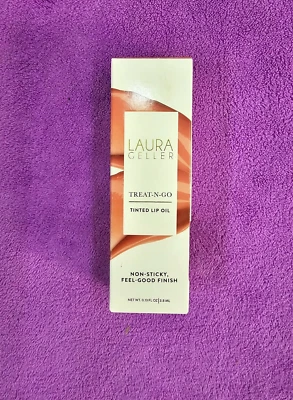 LAURA
GELLER
TREAT-N-GO
TINTED LIP OIL
NON-STICKY,
FEEL-GOOD FINISH